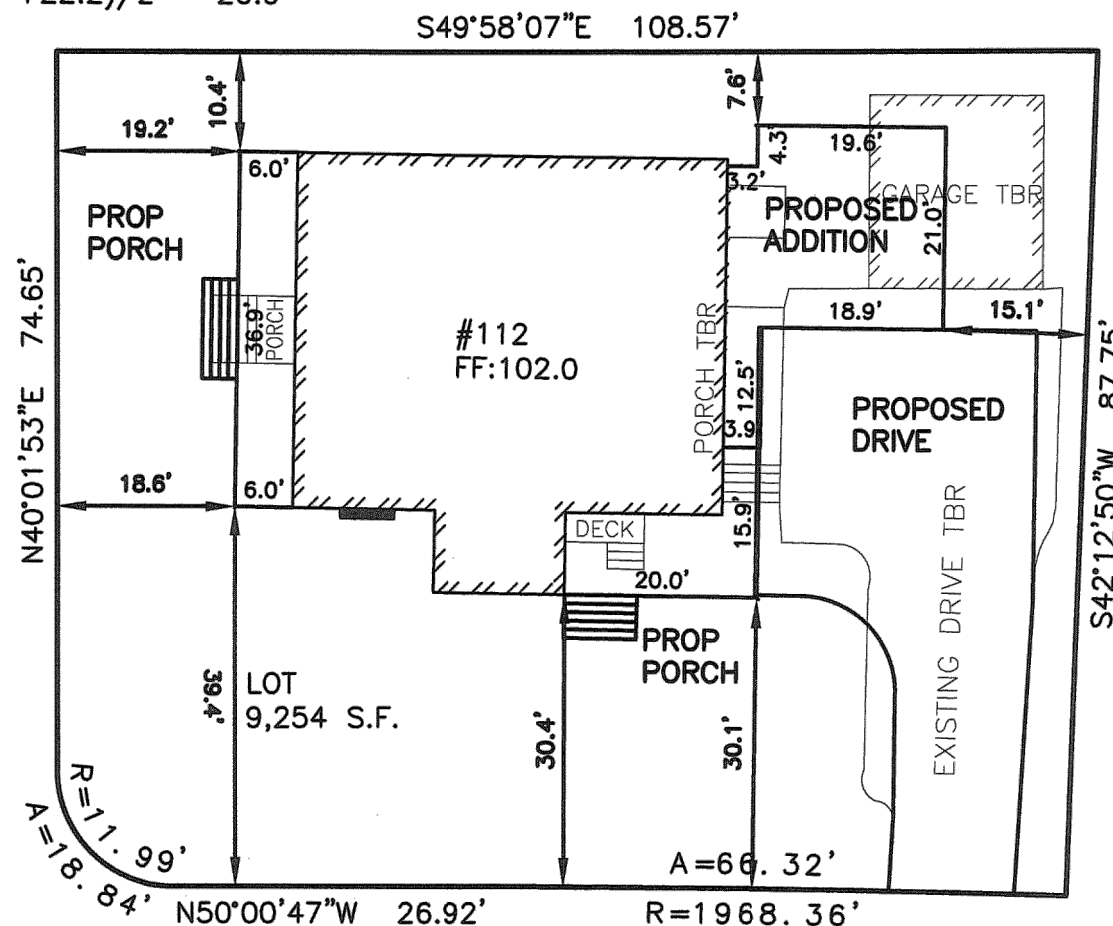 S49°58'07"E 108.57'
10.4'
7.6'
19.2'
4.3'
19.6'
6.0'
3.2'
GARAGE TBR
PROP
PORCH
PROPOSED
ADDITION
21.0'
N40°01'53"E 74.65'
36.9'
PORCH
#112
FF:102.0
PORCH TBR
18.9'
15.1'
S42°12'50"W 87.75'
12.5'
3.9
PROPOSED
DRIVE
18.6'
6.0'
15.9'
DECK
20.0'
PROP
PORCH
EXISTING DRIVE TBR
39.4'
LOT
9,254 S.F.
30.4'
30.1'
R=11.99'
A=18.84'
A=66.32'
N50°00'47"W 26.92'
R=1968.36'